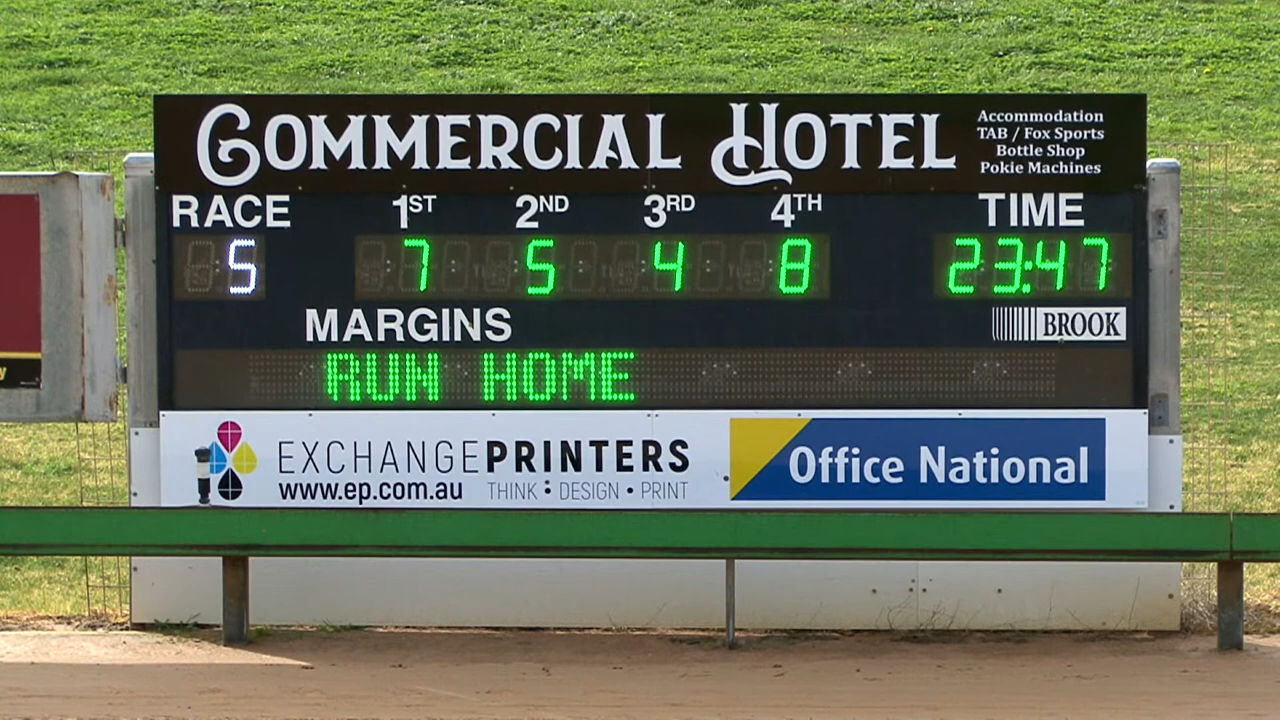 COMMERCIAL HOTEL
Accommodation
TAB / Fox Sports
Bottle Shop
Pokie Machines
RACE 1ST 2ND 3RD 4TH TIME
5 7 5 4 8 23:47
MARGINS
BROOK
RUN HOME
EXCHANGEPRINTERS
www.ep.com.au THINK • DESIGN • PRINT
Office National